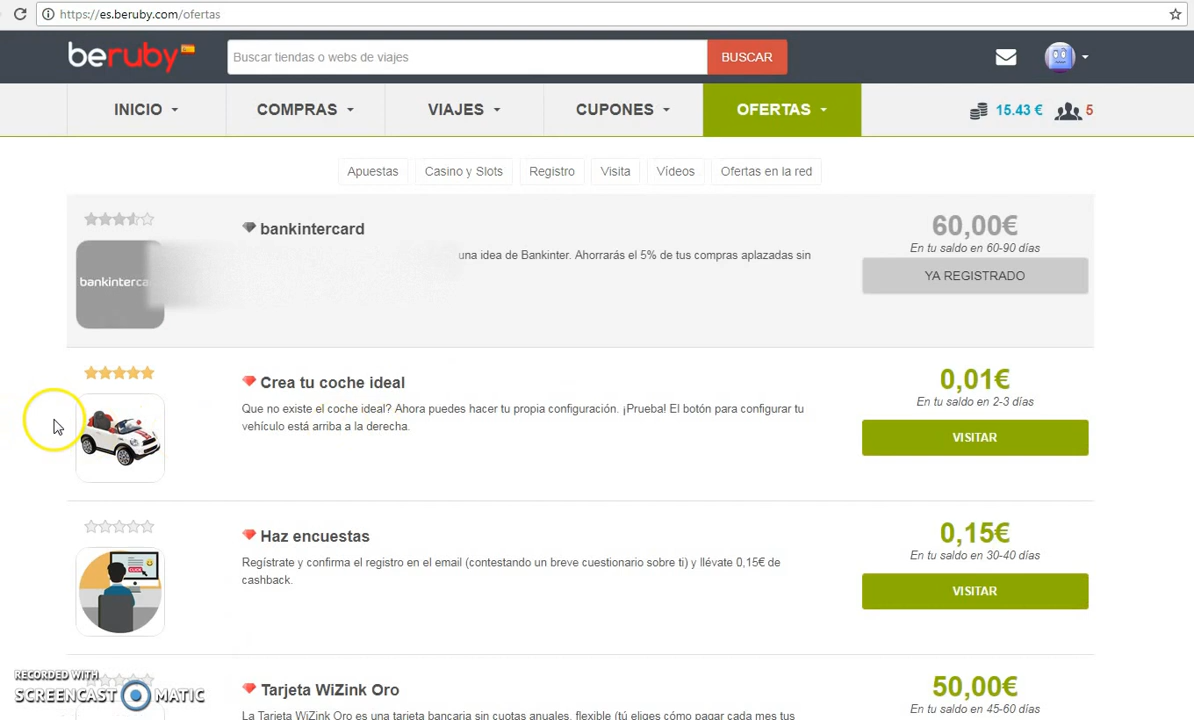 https://es.beruby.com/ofertas
beruby
Buscar tiendas o webs de viajes
BUSCAR
INICIO
COMPRAS
VIAJES
CUPONES
OFERTAS
15.43 €
5
Apuestas
Casino y Slots
Registro
Visita
Vídeos
Ofertas en la red
bankintercard
una idea de Bankinter. Ahorrarás el 5% de tus compras aplazadas sin
60,00€
En tu saldo en 60-90 días
YA REGISTRADO
bankinterca
Crea tu coche ideal
Que no existe el coche ideal? Ahora puedes hacer tu propia configuración. ¡Prueba! El botón para configurar tu
vehículo está arriba a la derecha.
0,01€
En tu saldo en 2-3 días
VISITAR
Haz encuestas
Regístrate y confirma el registro en el email (contestando un breve cuestionario sobre ti) y llévate 0,15€ de
cashback.
0,15€
En tu saldo en 30-40 días
VISITAR
CLICK
Tarjeta WiZink Oro
La Tarjeta WiZink Oro es una tarjeta bancaria sin cuotas anuales, flexible (tú eliges cómo pagar cada mes tus
50,00€
En tu saldo en 45-60 días
RECORDED WITH
SCREENCAST MATIC